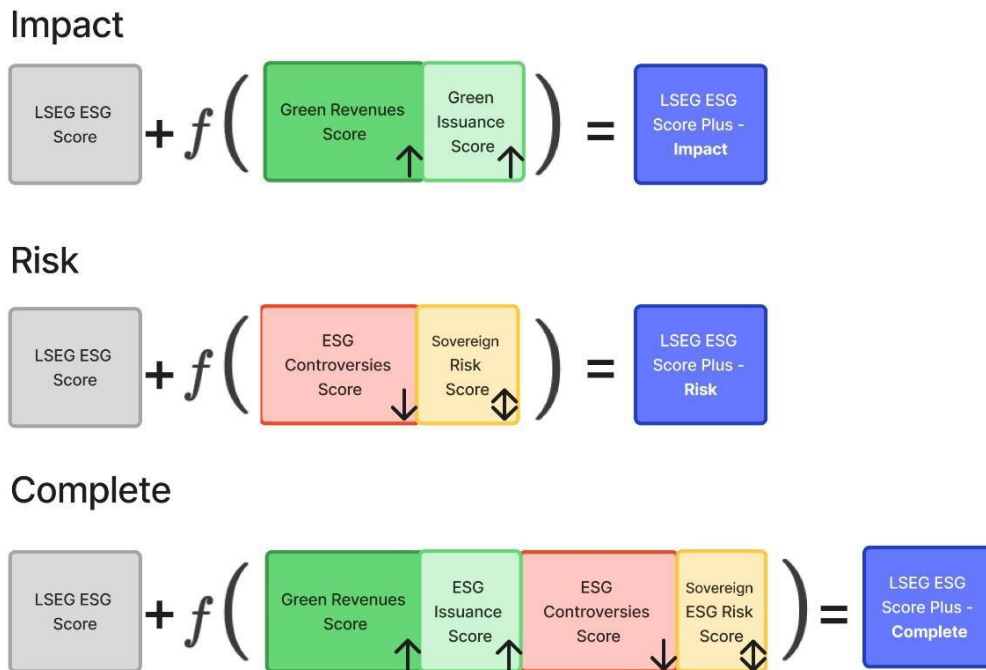 Impact
LSEG ESG
Score
+
f
(
Green Revenues
Score
↑
Green
Issuance
Score
↑
)
=
LSEG ESG
Score Plus -
Impact
Risk
LSEG ESG
Score
+
f
(
ESG
Controversies
Score
↓
Sovereign
Risk
Score
↕
)
=
LSEG ESG
Score Plus -
Risk
Complete
LSEG ESG
Score
+
f
(
Green Revenues
Score
↑
ESG
Issuance
Score
↑
ESG
Controversies
Score
↓
Sovereign
ESG Risk
Score
↕
)
=
LSEG ESG
Score Plus -
Complete